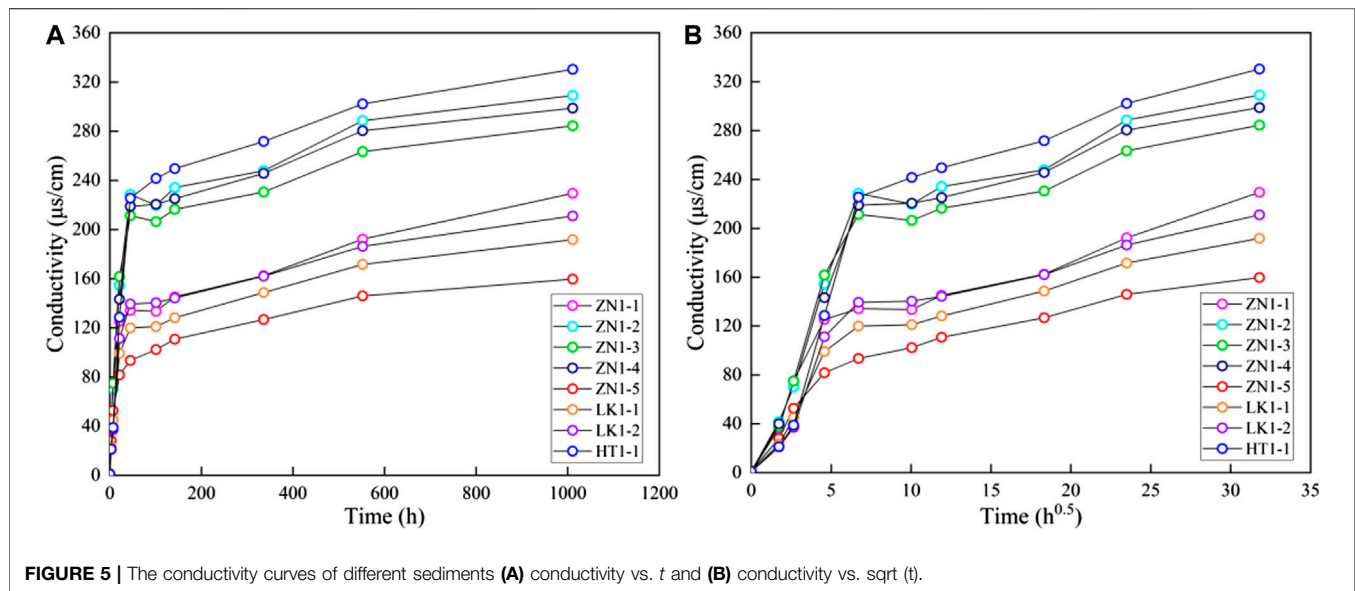 A
360
320
280
240
200
160
120
80
40
0
Conductivity (μs/cm)
0 200 400 600 800 1000 1200
Time (h)
ZN1-1
ZN1-2
ZN1-3
ZN1-4
ZN1-5
LK1-1
LK1-2
HT1-1
B
360
320
280
240
200
160
120
80
40
0
Conductivity (μs/cm)
0 5 10 15 20 25 30 35
Time (h^0.5)
ZN1-1
ZN1-2
ZN1-3
ZN1-4
ZN1-5
LK1-1
LK1-2
HT1-1
FIGURE 5 | The conductivity curves of different sediments (A) conductivity vs. t and (B) conductivity vs. sqrt (t).